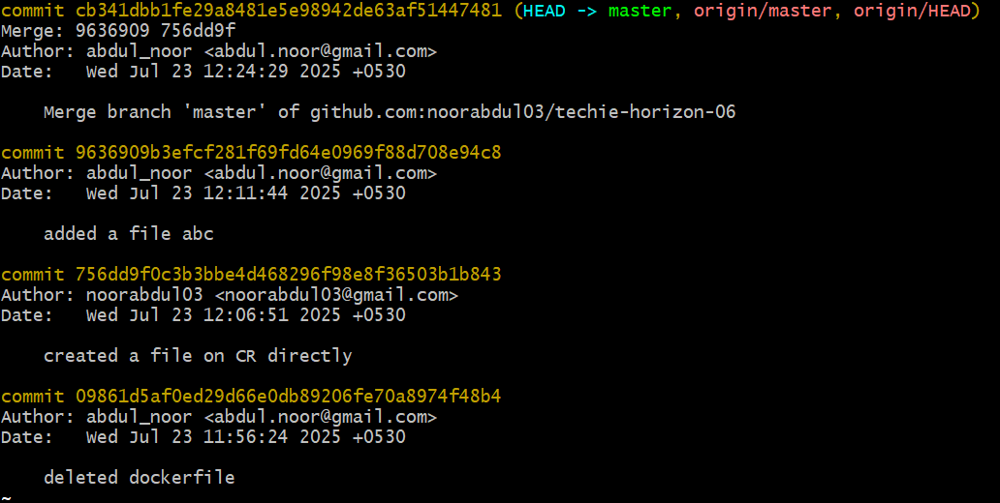 commit cb341dbb1fe29a8481e5e98942de63af51447481 (HEAD -> master, origin/master, origin/HEAD)
Merge: 9636909 756dd9f
Author: abdul_noor <abdul.noor@gmail.com>
Date:   Wed Jul 23 12:24:29 2025 +0530
Merge branch 'master' of github.com:noorabdul03/techie-horizon-06
commit 9636909b3efcf281f69fd64e0969f88d708e94c8
Author: abdul_noor <abdul.noor@gmail.com>
Date:   Wed Jul 23 12:11:44 2025 +0530
added a file abc
commit 756dd9f0c3b3bbe4d468296f98e8f36503b1b843
Author: noorabdul03 <noorabdul03@gmail.com>
Date:   Wed Jul 23 12:06:51 2025 +0530
created a file on CR directly
commit 09861d5af0ed29d66e0db89206fe70a8974f48b4
Author: abdul_noor <abdul.noor@gmail.com>
Date:   Wed Jul 23 11:56:24 2025 +0530
deleted dockerfile
~